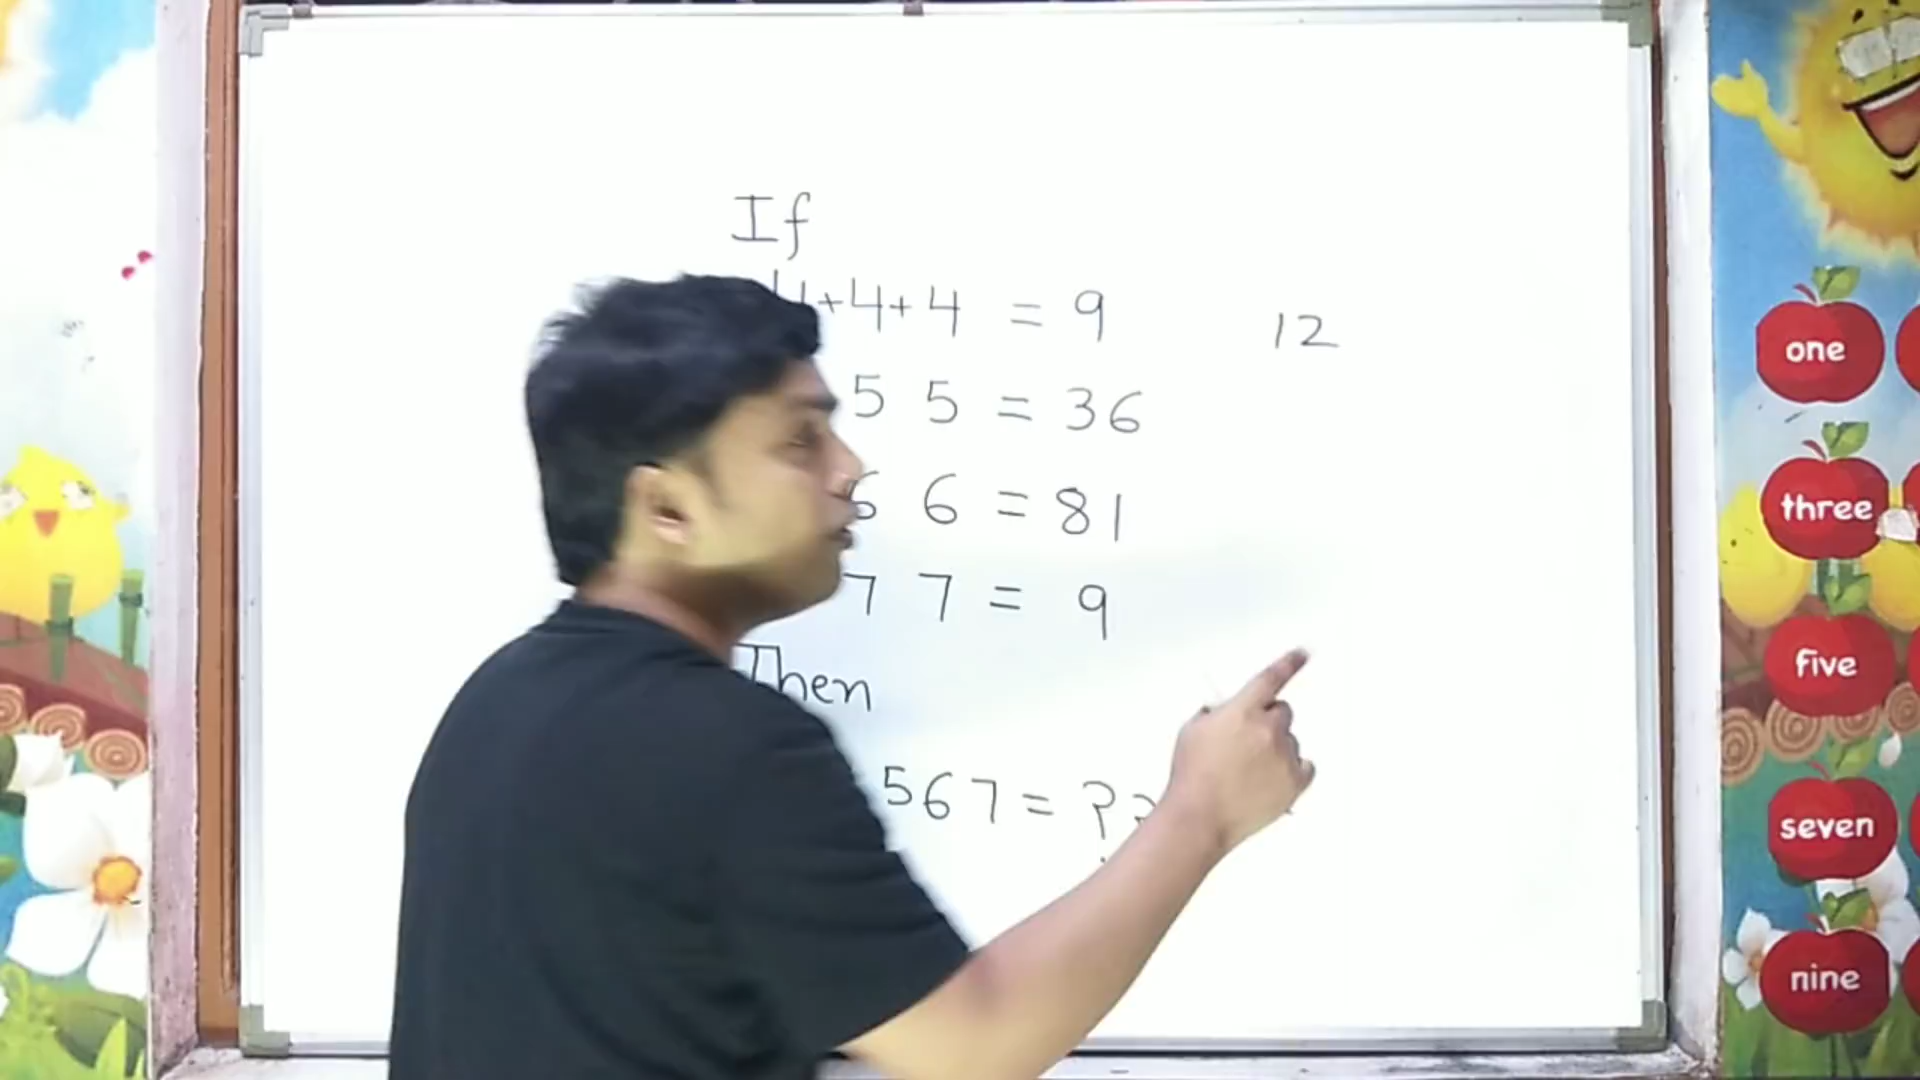 If
4+4+4 = 9
12
5 5 = 36
6 6 = 81
7 7 = 9
Then
567 = ??
one
three
five
seven
nine